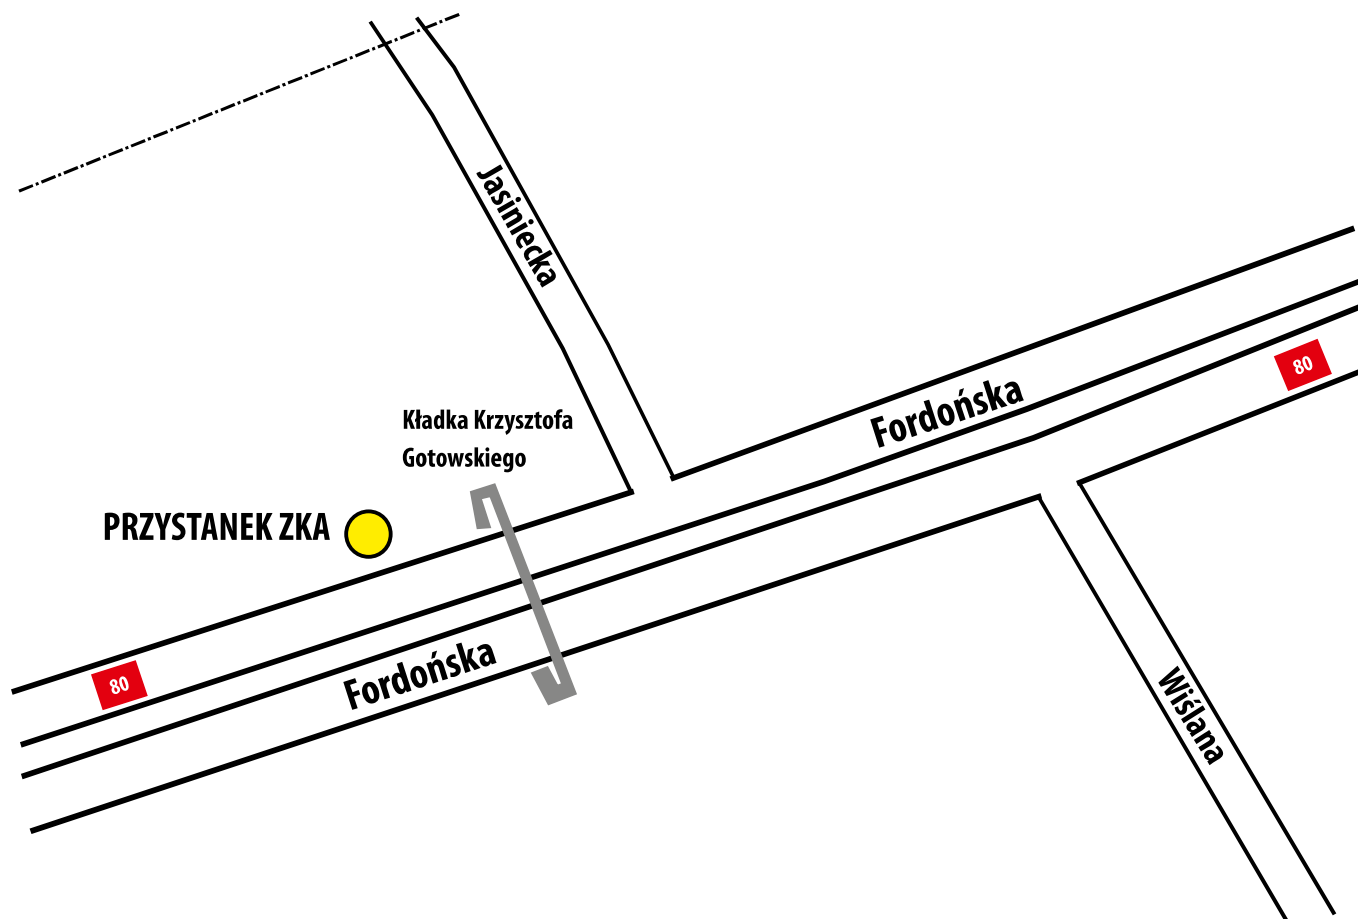 Jasiniecka
80
Fordońska
Kładka Krzysztofa
Gotowskiego
PRZYSTANEK ZKA
Fordońska
80
Wiślana